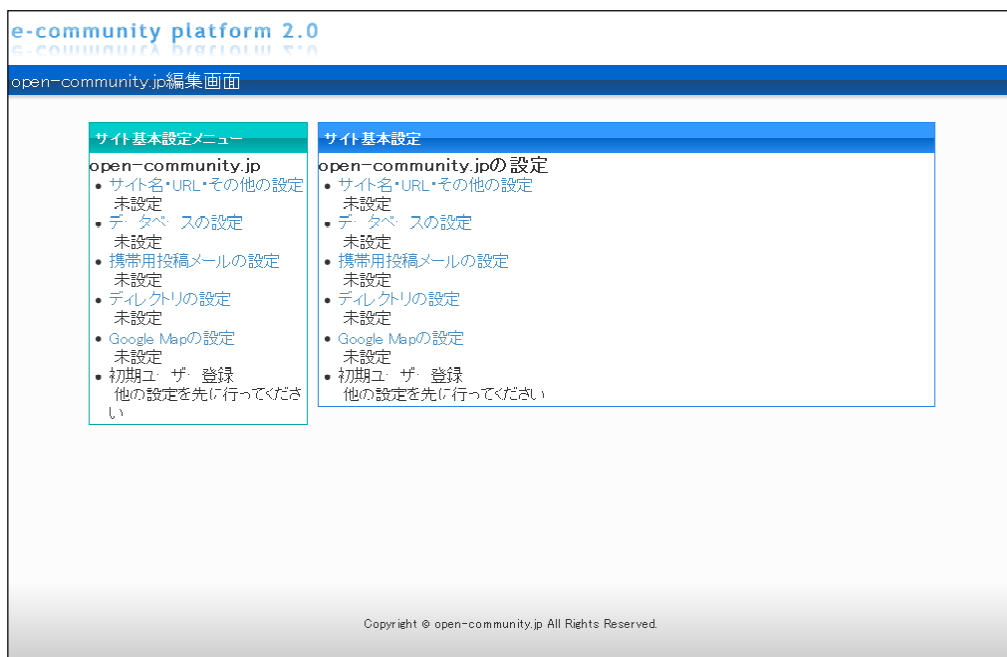 e-community platform 2.0
open-community.jp編集画面
サイト基本設定メニュー
open-community.jp
• サイト名・URL・その他の設定
未設定
• データベースの設定
未設定
• 携帯用投稿メールの設定
未設定
• ディレクトリの設定
未設定
• Google Mapの設定
未設定
• 初期ユーザー登録
他の設定を先に行ってくださ
い
サイト基本設定
open-community.jpの設定
• サイト名・URL・その他の設定
未設定
• データベースの設定
未設定
• 携帯用投稿メールの設定
未設定
• ディレクトリの設定
未設定
• Google Mapの設定
未設定
• 初期ユーザー登録
他の設定を先に行ってください
Copyright © open-community.jp All Rights Reserved.